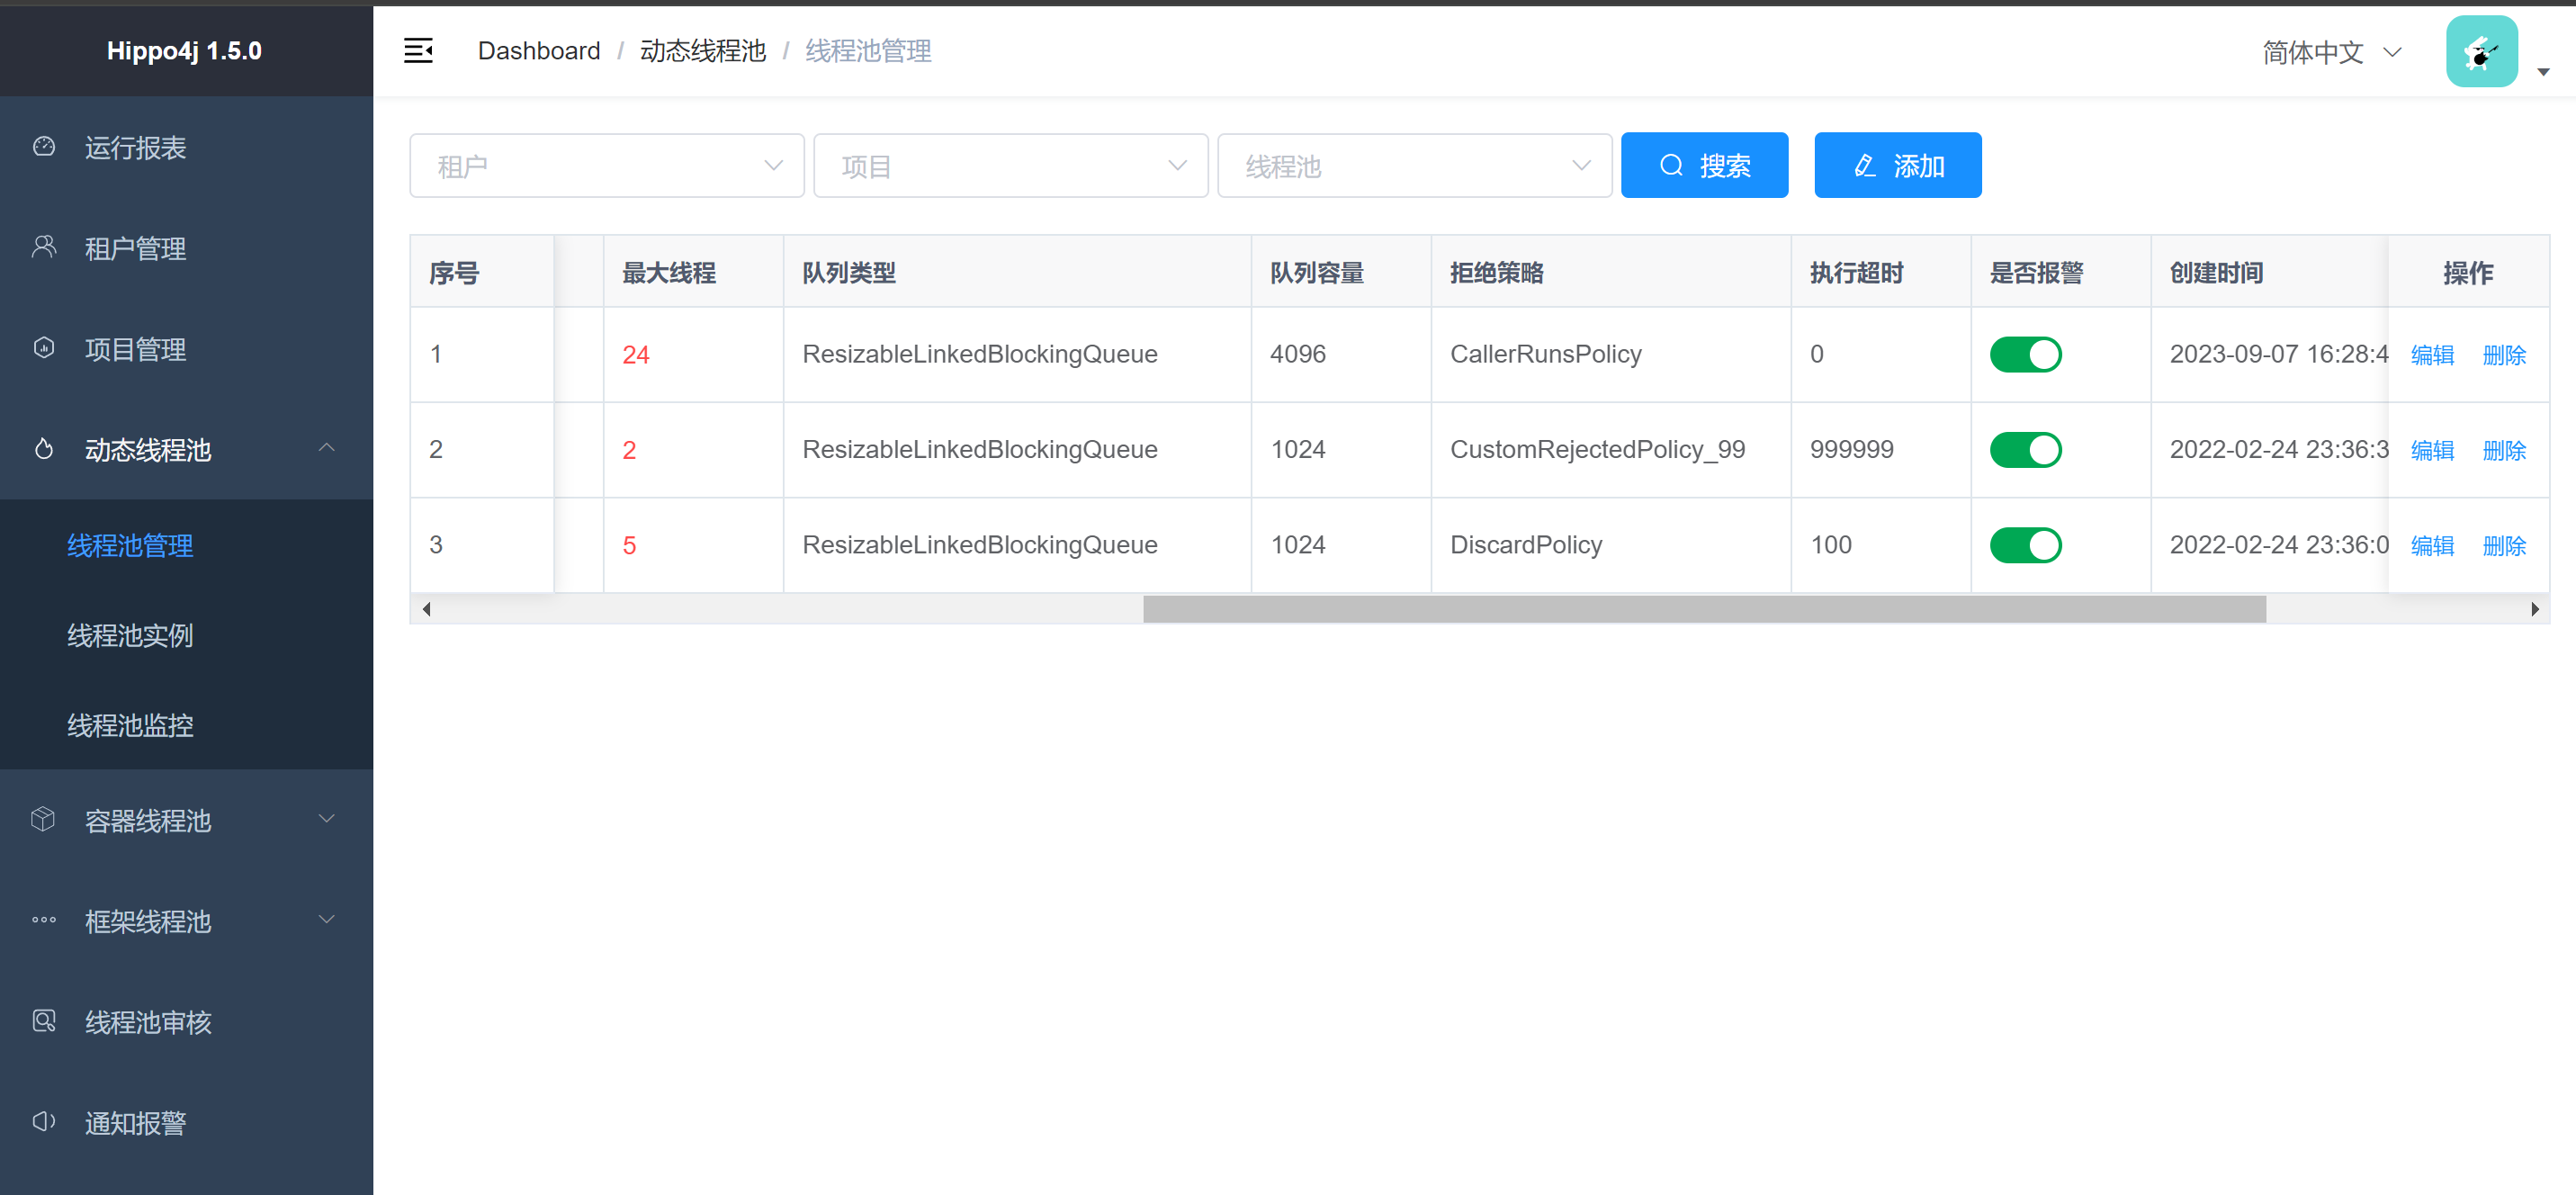 Hippo4j 1.5.0
Dashboard / 动态线程池 / 线程池管理
简体中文
运行报表
租户管理
项目管理
动态线程池
线程池管理
线程池实例
线程池监控
容器线程池
框架线程池
线程池审核
通知报警
租户 项目 线程池 搜索 添加
序号 最大线程 队列类型 队列容量 拒绝策略 执行超时 是否报警 创建时间 操作
1 24 ResizableLinkedBlockingQueue 4096 CallerRunsPolicy 0 2023-09-07 16:28:4 编辑 删除
2 2 ResizableLinkedBlockingQueue 1024 CustomRejectedPolicy_99 999999 2022-02-24 23:36:3 编辑 删除
3 5 ResizableLinkedBlockingQueue 1024 DiscardPolicy 100 2022-02-24 23:36:0 编辑 删除